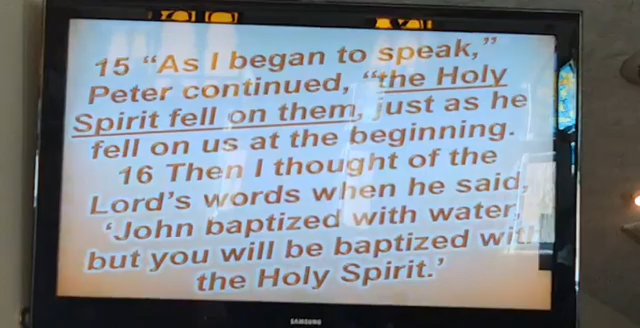 15 “As I began to speak,”
Peter continued, “the Holy
Spirit fell on them, just as he
fell on us at the beginning.
16 Then I thought of the
Lord’s words when he said,
‘John baptized with water,
but you will be baptized with
the Holy Spirit.’
SAMSUNG